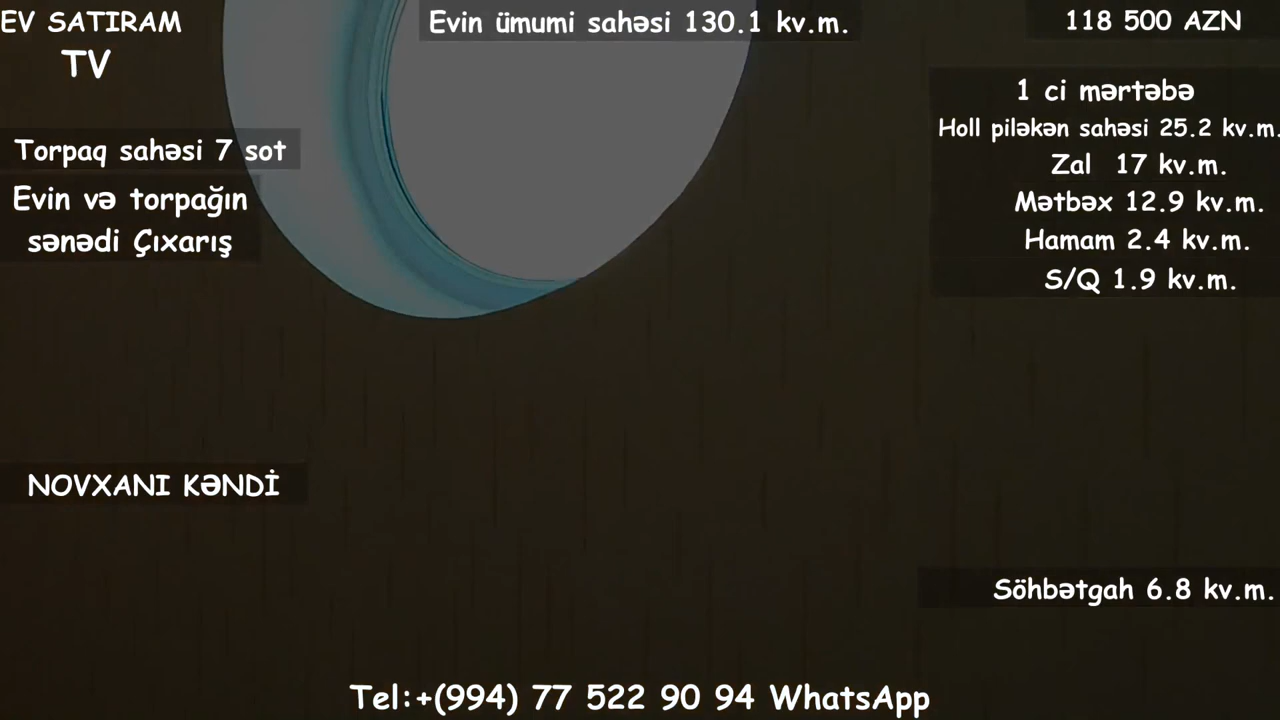 EV SATIRAM
TV
Evin ümumi sahəsi 130.1 kv.m.
118 500 AZN
Torpaq sahəsi 7 sot
Evin və torpağın
sənədi Çıxarış
1 ci mərtəbə
Holl piləkən sahəsi 25.2 kv.m.
Zal 17 kv.m.
Mətbəx 12.9 kv.m.
Hamam 2.4 kv.m.
S/Q 1.9 kv.m.
NOVXANI KƏNDİ
Söhbətgah 6.8 kv.m.
Tel:+(994) 77 522 90 94 WhatsApp